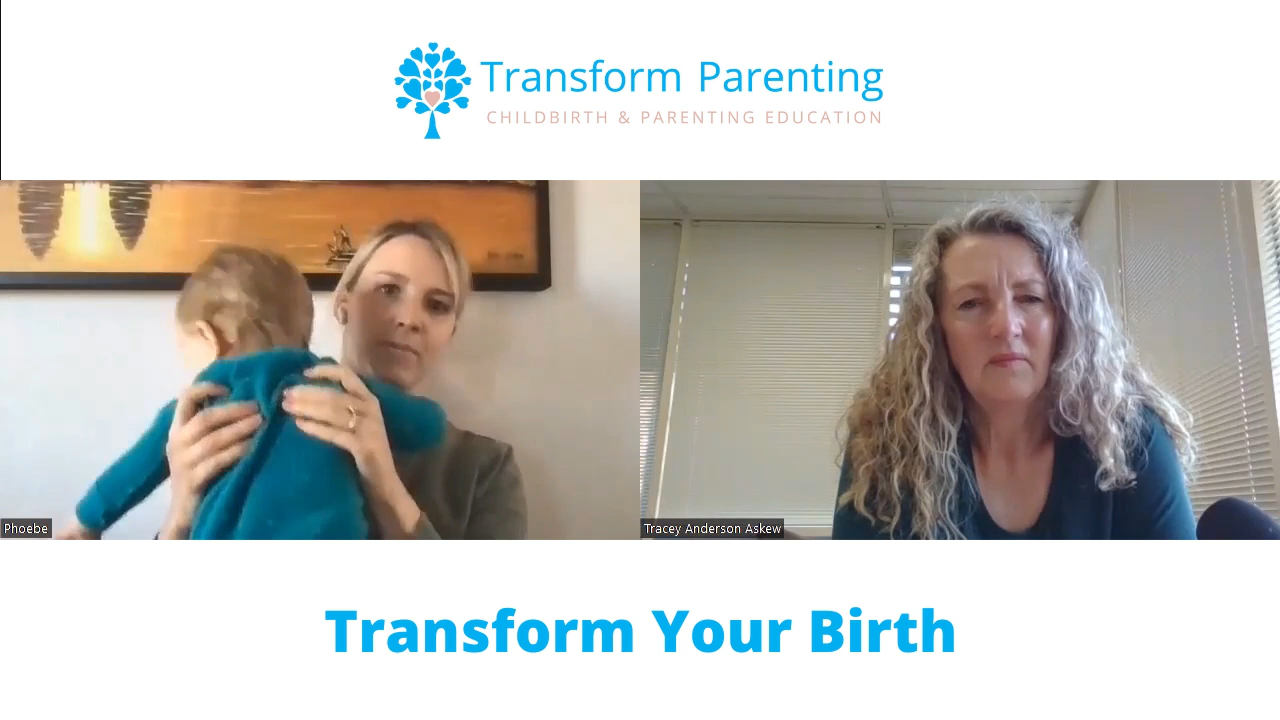 Transform Parenting
CHILDBIRTH & PARENTING EDUCATION
Phoebe
Tracey Anderson Askew
Transform Your Birth